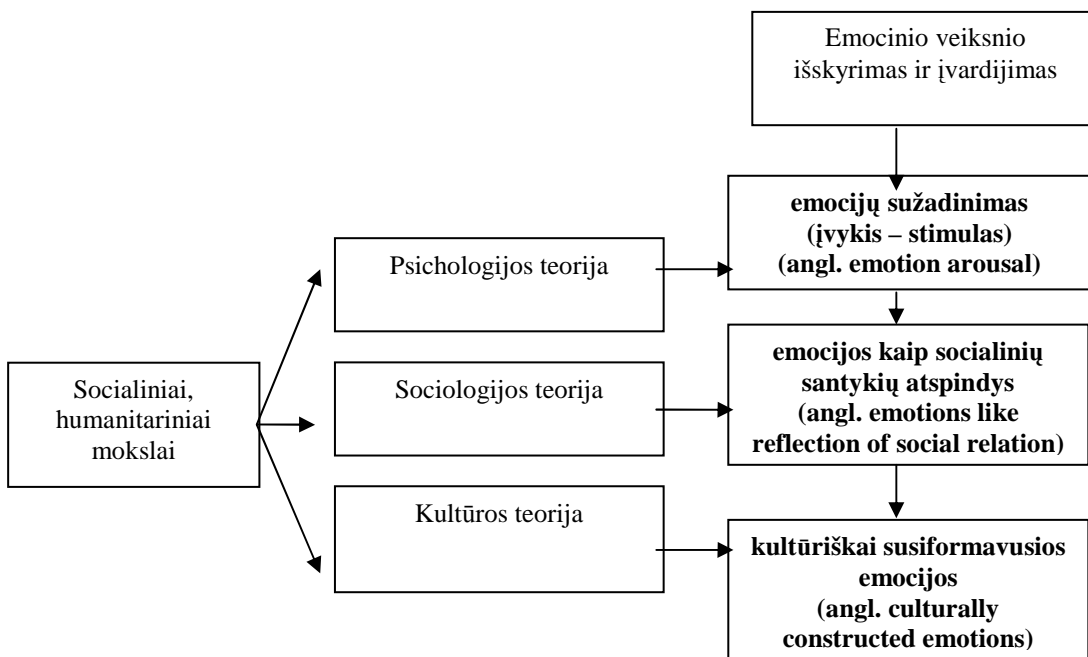 Emocinio veiksnio
išskyrimas ir įvardijimas
emocijų sužadinimas
(įvykis – stimulas)
(angl. emotion arousal)
Psichologijos teorija
emocijos kaip socialinių
santykių atspindys
(angl. emotions like
reflection of social relation)
Sociologijos teorija
Socialiniai,
humanitariniai
mokslai
Kultūros teorija
kultūriškai susiformavusios
emocijos
(angl. culturally
constructed emotions)